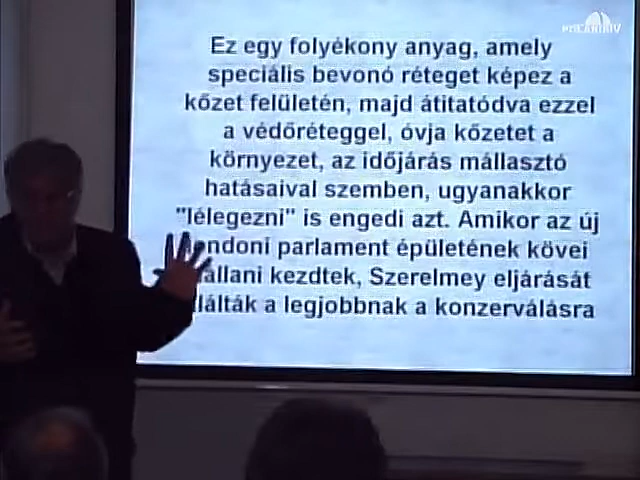 POLARIHIV
Ez egy folyékony anyag, amely
speciális bevonó réteget képez a
kőzet felületén, majd átitatódva ezzel
a védőréteggel, óvja kőzetet a
környezet, az időjárás mállasztó
hatásaival szemben, ugyanakkor
"lélegezni" is engedi azt. Amikor az új
parlament épületének kövei
kezdtek, Szerelmey eljárását
a legjobbnak a konzerválásra